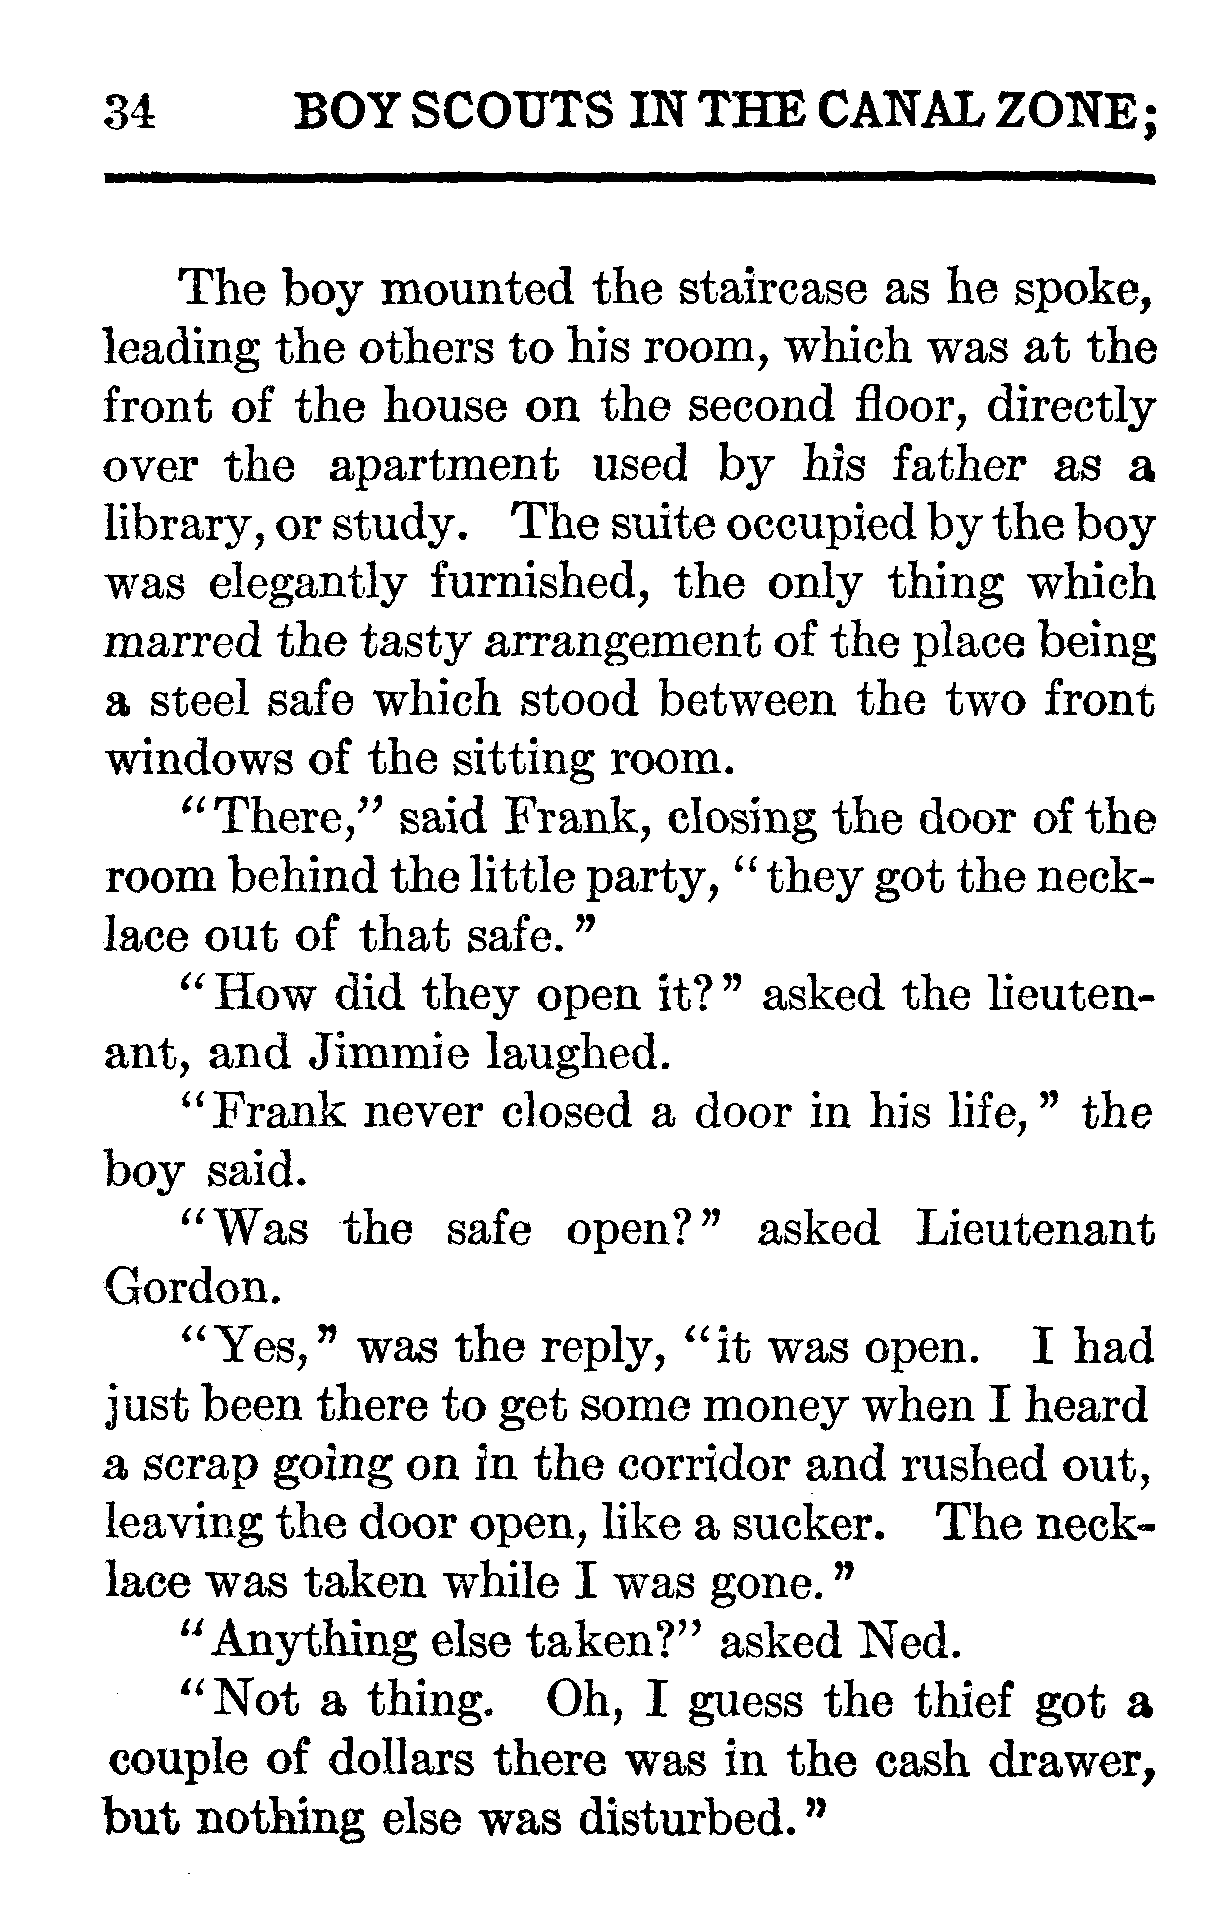 34 BOY SCOUTS IN THE CANAL ZONE;
The boy mounted the staircase as he spoke,
leading the others to his room, which was at the
front of the house on the second floor, directly
over the apartment used by his father as a
library, or study. The suite occupied by the boy
was elegantly furnished, the only thing which
marred the tasty arrangement of the place being
a steel safe which stood between the two front
windows of the sitting room.
“There,” said Frank, closing the door of the
room behind the little party, “they got the neck-
lace out of that safe.”
“How did they open it?” asked the lieuten-
ant, and Jimmie laughed.
“Frank never closed a door in his life,” the
boy said.
“Was the safe open?” asked Lieutenant
Gordon.
“Yes,” was the reply, “it was open. I had
just been there to get some money when I heard
a scrap going on in the corridor and rushed out,
leaving the door open, like a sucker. The neck-
lace was taken while I was gone.”
“Anything else taken?” asked Ned.
“Not a thing. Oh, I guess the thief got a
couple of dollars there was in the cash drawer,
but nothing else was disturbed.”